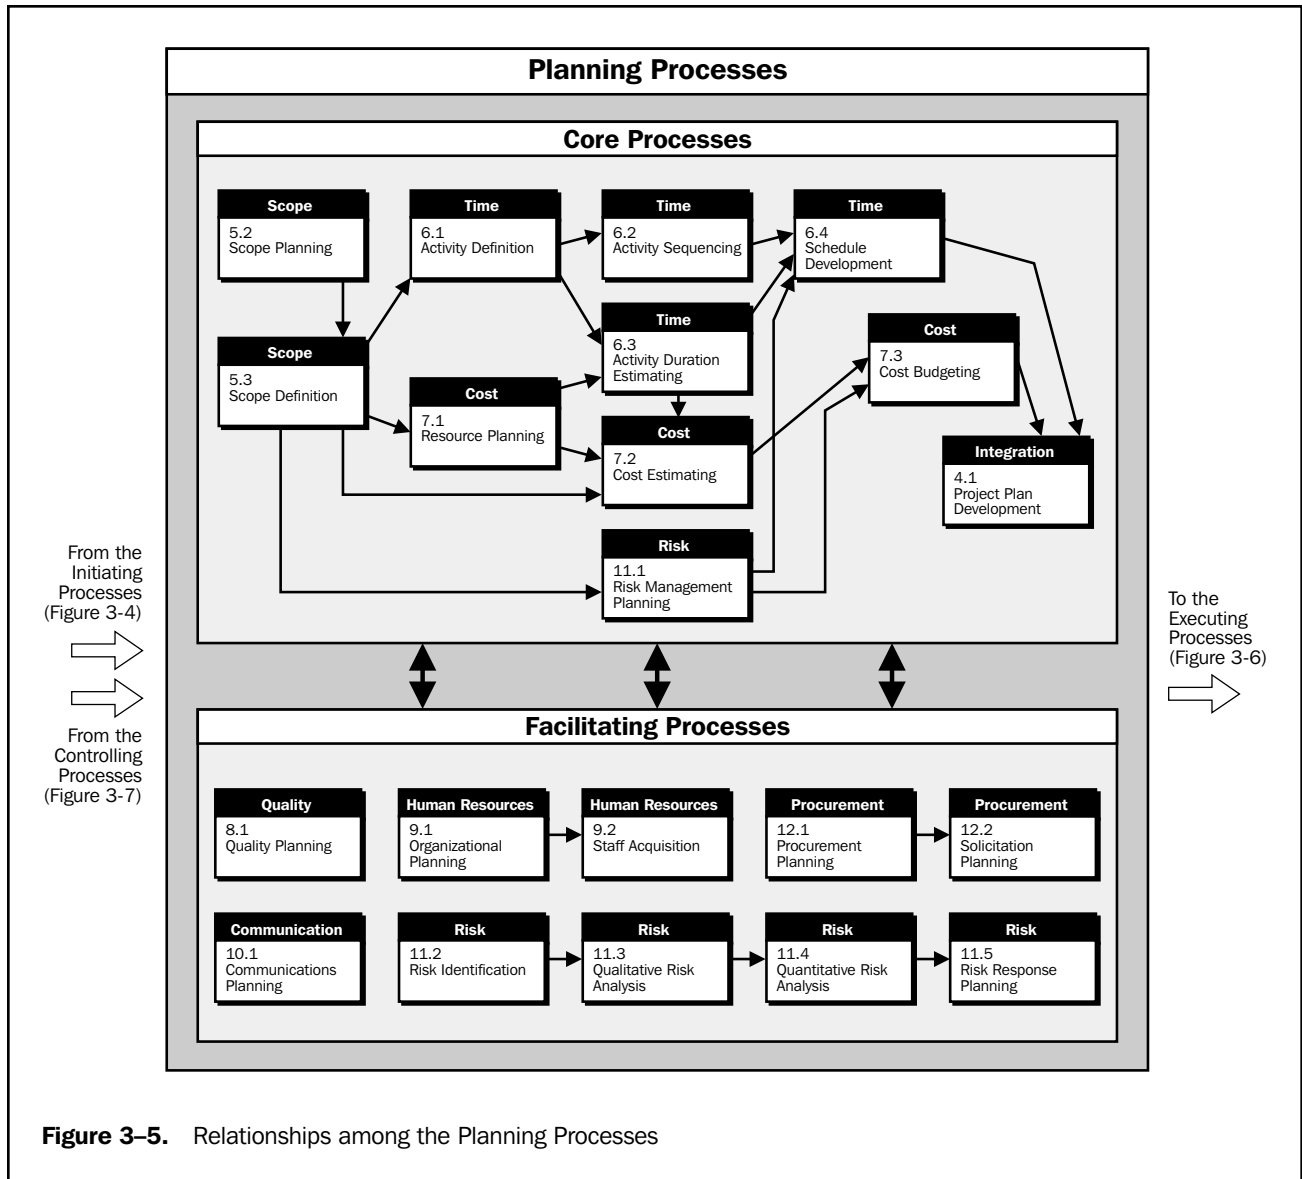 Planning Processes
Core Processes
Scope
5.2
Scope Planning
Time
6.1
Activity Definition
Time
6.2
Activity Sequencing
Time
6.4
Schedule
Development
Scope
5.3
Scope Definition
Cost
7.1
Resource Planning
Time
6.3
Activity Duration
Estimating
Cost
7.2
Cost Estimating
Cost
7.3
Cost Budgeting
Integration
4.1
Project Plan
Development
Risk
11.1
Risk Management
Planning
From the
Initiating
Processes
(Figure 3-4)
From the
Controlling
Processes
(Figure 3-7)
To the
Executing
Processes
(Figure 3-6)
Facilitating Processes
Quality
8.1
Quality Planning
Human Resources
9.1
Organizational
Planning
Human Resources
9.2
Staff Acquisition
Procurement
12.1
Procurement
Planning
Procurement
12.2
Solicitation
Planning
Communication
10.1
Communications
Planning
Risk
11.2
Risk Identification
Risk
11.3
Qualitative Risk
Analysis
Risk
11.4
Quantitative Risk
Analysis
Risk
11.5
Risk Response
Planning
Figure 3–5. Relationships among the Planning Processes